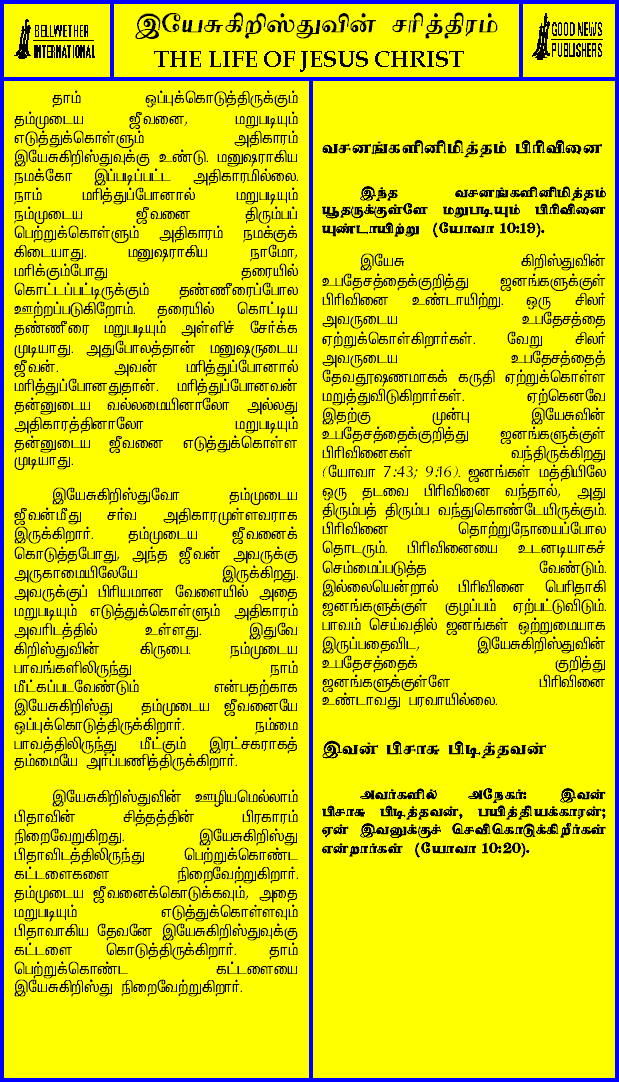 BELLWETHER
INTERNATIONAL
இயேசுகிறிஸ்துவின் சரித்திரம்
THE LIFE OF JESUS CHRIST
GOOD NEWS
PUBLISHERS
தாம் ஒப்புக்கொடுத்திருக்கும்
தம்முடைய ஜீவனை, மறுபடியும்
எடுத்துக்கொள்ளும் அதிகாரம்
இயேசுகிறிஸ்துவுக்கு உண்டு. மனுஷராகிய
நமக்கோ இப்படிப்பட்ட அதிகாரமில்லை.
நாம் மரித்துப்போனால் மறுபடியும்
நம்முடைய ஜீவனை திரும்பப்
பெற்றுக்கொள்ளும் அதிகாரம் நமக்குக்
கிடையாது. மனுஷராகிய நாமோ,
மரிக்கும்போது தரையில்
கொட்டப்பட்டிருக்கும் தண்ணீரைப்போல
ஊற்றப்படுகிறோம். தரையில் கொட்டிய
தண்ணீரை மறுபடியும் அள்ளிச் சேர்க்க
முடியாது. அதுபோலத்தான் மனுஷருடைய
ஜீவன். அவன் மரித்துப்போனால்
மரித்துப்போனதுதான். மரித்துப்போனவன்
தன்னுடைய வல்லமையினாலோ அல்லது
அதிகாரத்தினாலோ மறுபடியும்
தன்னுடைய ஜீவனை எடுத்துக்கொள்ள
முடியாது.
இயேசுகிறிஸ்துவோ தம்முடைய
ஜீவன்மீது சர்வ அதிகாரமுள்ளவராக
இருக்கிறார். தம்முடைய ஜீவனைக்
கொடுத்தபோது, அந்த ஜீவன் அவருக்கு
அருகாமையிலேயே இருக்கிறது.
அவருக்குப் பிரியமான வேளையில் அதை
மறுபடியும் எடுத்துக்கொள்ளும் அதிகாரம்
அவரிடத்தில் உள்ளது. இதுவே
கிறிஸ்துவின் கிருபை. நம்முடைய
பாவங்களிலிருந்து நாம்
மீட்கப்படவேண்டும் என்பதற்காக
இயேசுகிறிஸ்து தம்முடைய ஜீவனையே
ஒப்புக்கொடுத்திருக்கிறார். நம்மை
பாவத்திலிருந்து மீட்கும் இரட்சகராகத்
தம்மையே அர்ப்பணித்திருக்கிறார்.
இயேசுகிறிஸ்துவின் ஊழியமெல்லாம்
பிதாவின் சித்தத்தின் பிரகாரம்
நிறைவேறுகிறது. இயேசுகிறிஸ்து
பிதாவிடத்திலிருந்து பெற்றுக்கொண்ட
கட்டளைகளை நிறைவேற்றுகிறார்.
தம்முடைய ஜீவனைக்கொடுக்கவும், அதை
மறுபடியும் எடுத்துக்கொள்ளவும்
பிதாவாகிய தேவனே இயேசுகிறிஸ்துவுக்கு
கட்டளை கொடுத்திருக்கிறார். தாம்
பெற்றுக்கொண்ட கட்டளையை
இயேசுகிறிஸ்து நிறைவேற்றுகிறார்.
வசனங்களினிமித்தம் பிரிவினை
இந்த வசனங்களினிமித்தம்
யூதருக்குள்ளே மறுபடியும் பிரிவினை
யுண்டாயிற்று (யோவா 10:19).
இயேசு கிறிஸ்துவின்
உபதேசத்தைக்குறித்து ஜனங்களுக்குள்
பிரிவினை உண்டாயிற்று. ஒரு சிலர்
அவருடைய உபதேசத்தை
ஏற்றுக்கொள்கிறார்கள். வேறு சிலர்
அவருடைய உபதேசத்தைத்
தேவதூஷணமாகக் கருதி ஏற்றுக்கொள்ள
மறுத்துவிடுகிறார்கள். ஏற்கெனவே
இதற்கு முன்பு இயேசுவின்
உபதேசத்தைக்குறித்து ஜனங்களுக்குள்
பிரிவினைகள் வந்திருக்கிறது
(யோவா 7:43; 9:16). ஜனங்கள் மத்தியிலே
ஒரு தடவை பிரிவினை வந்தால், அது
திரும்பத் திரும்ப வந்துகொண்டேயிருக்கும்.
பிரிவினை தொற்றுநோயைப்போல
தொடரும். பிரிவினையை உடனடியாகச்
செம்மைப்படுத்த வேண்டும்.
இல்லையென்றால் பிரிவினை பெரிதாகி
ஜனங்களுக்குள் குழப்பம் ஏற்பட்டுவிடும்.
பாவம் செய்வதில் ஜனங்கள் ஒற்றுமையாக
இருப்பதைவிட, இயேசுகிறிஸ்துவின்
உபதேசத்தைக் குறித்து
ஜனங்களுக்குள்ளே பிரிவினை
உண்டாவது பரவாயில்லை.
இவன் பிசாசு பிடித்தவன்
அவர்களில் அநேகர்: இவன்
பிசாசு பிடித்தவன், பயித்தியக்காரன்;
ஏன் இவனுக்குச் செவிகொடுக்கிறீர்கள்
என்றார்கள் (யோவா 10:20).